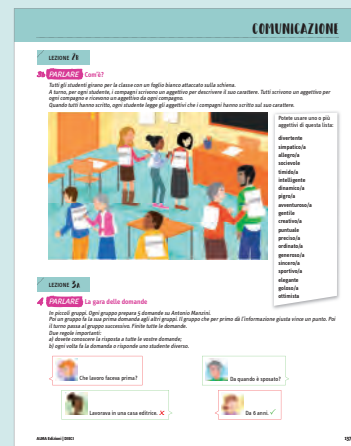 COMUNICAZIONE
LEZIONE 2B
3b PARLARE Com'è?
Tutti gli studenti girano per la classe con un foglio bianco attaccato sulla schiena.
A turno, per ogni studente, i compagni scrivono un aggettivo per descrivere il suo carattere. Tutti scrivono un aggettivo per
ogni compagno e ricevono un aggettivo da ogni compagno.
Quando tutti hanno scritto, ogni studente legge gli aggettivi che i compagni hanno scritto sul suo carattere.
Potete usare uno o più
aggettivi di questa lista:
divertente
simpatico/a
allegro/a
socievole
timido/a
intelligente
dinamico/a
pigro/a
avventuroso/a
gentile
creativo/a
puntuale
preciso/a
ordinato/a
generoso/a
sincero/a
sportivo/a
elegante
goloso/a
ottimista
LEZIONE 3A
4 PARLARE La gara delle domande
In piccoli gruppi. Ogni gruppo prepara 5 domande su Antonio Manzini.
Poi un gruppo fa la sua prima domanda agli altri gruppi. Il gruppo che per primo dà l'informazione giusta vince un punto. Poi
il turno passa al gruppo successivo. Finite tutte le domande.
Due regole importanti:
a) dovete conoscere la risposta a tutte le vostre domande;
b) ogni volta fa la domanda o risponde uno studente diverso.
Che lavoro faceva prima?
Da quando è sposato?
Lavorava in una casa editrice. ✗
Da 6 anni. ✓
ALMA Edizioni | DIECI
237